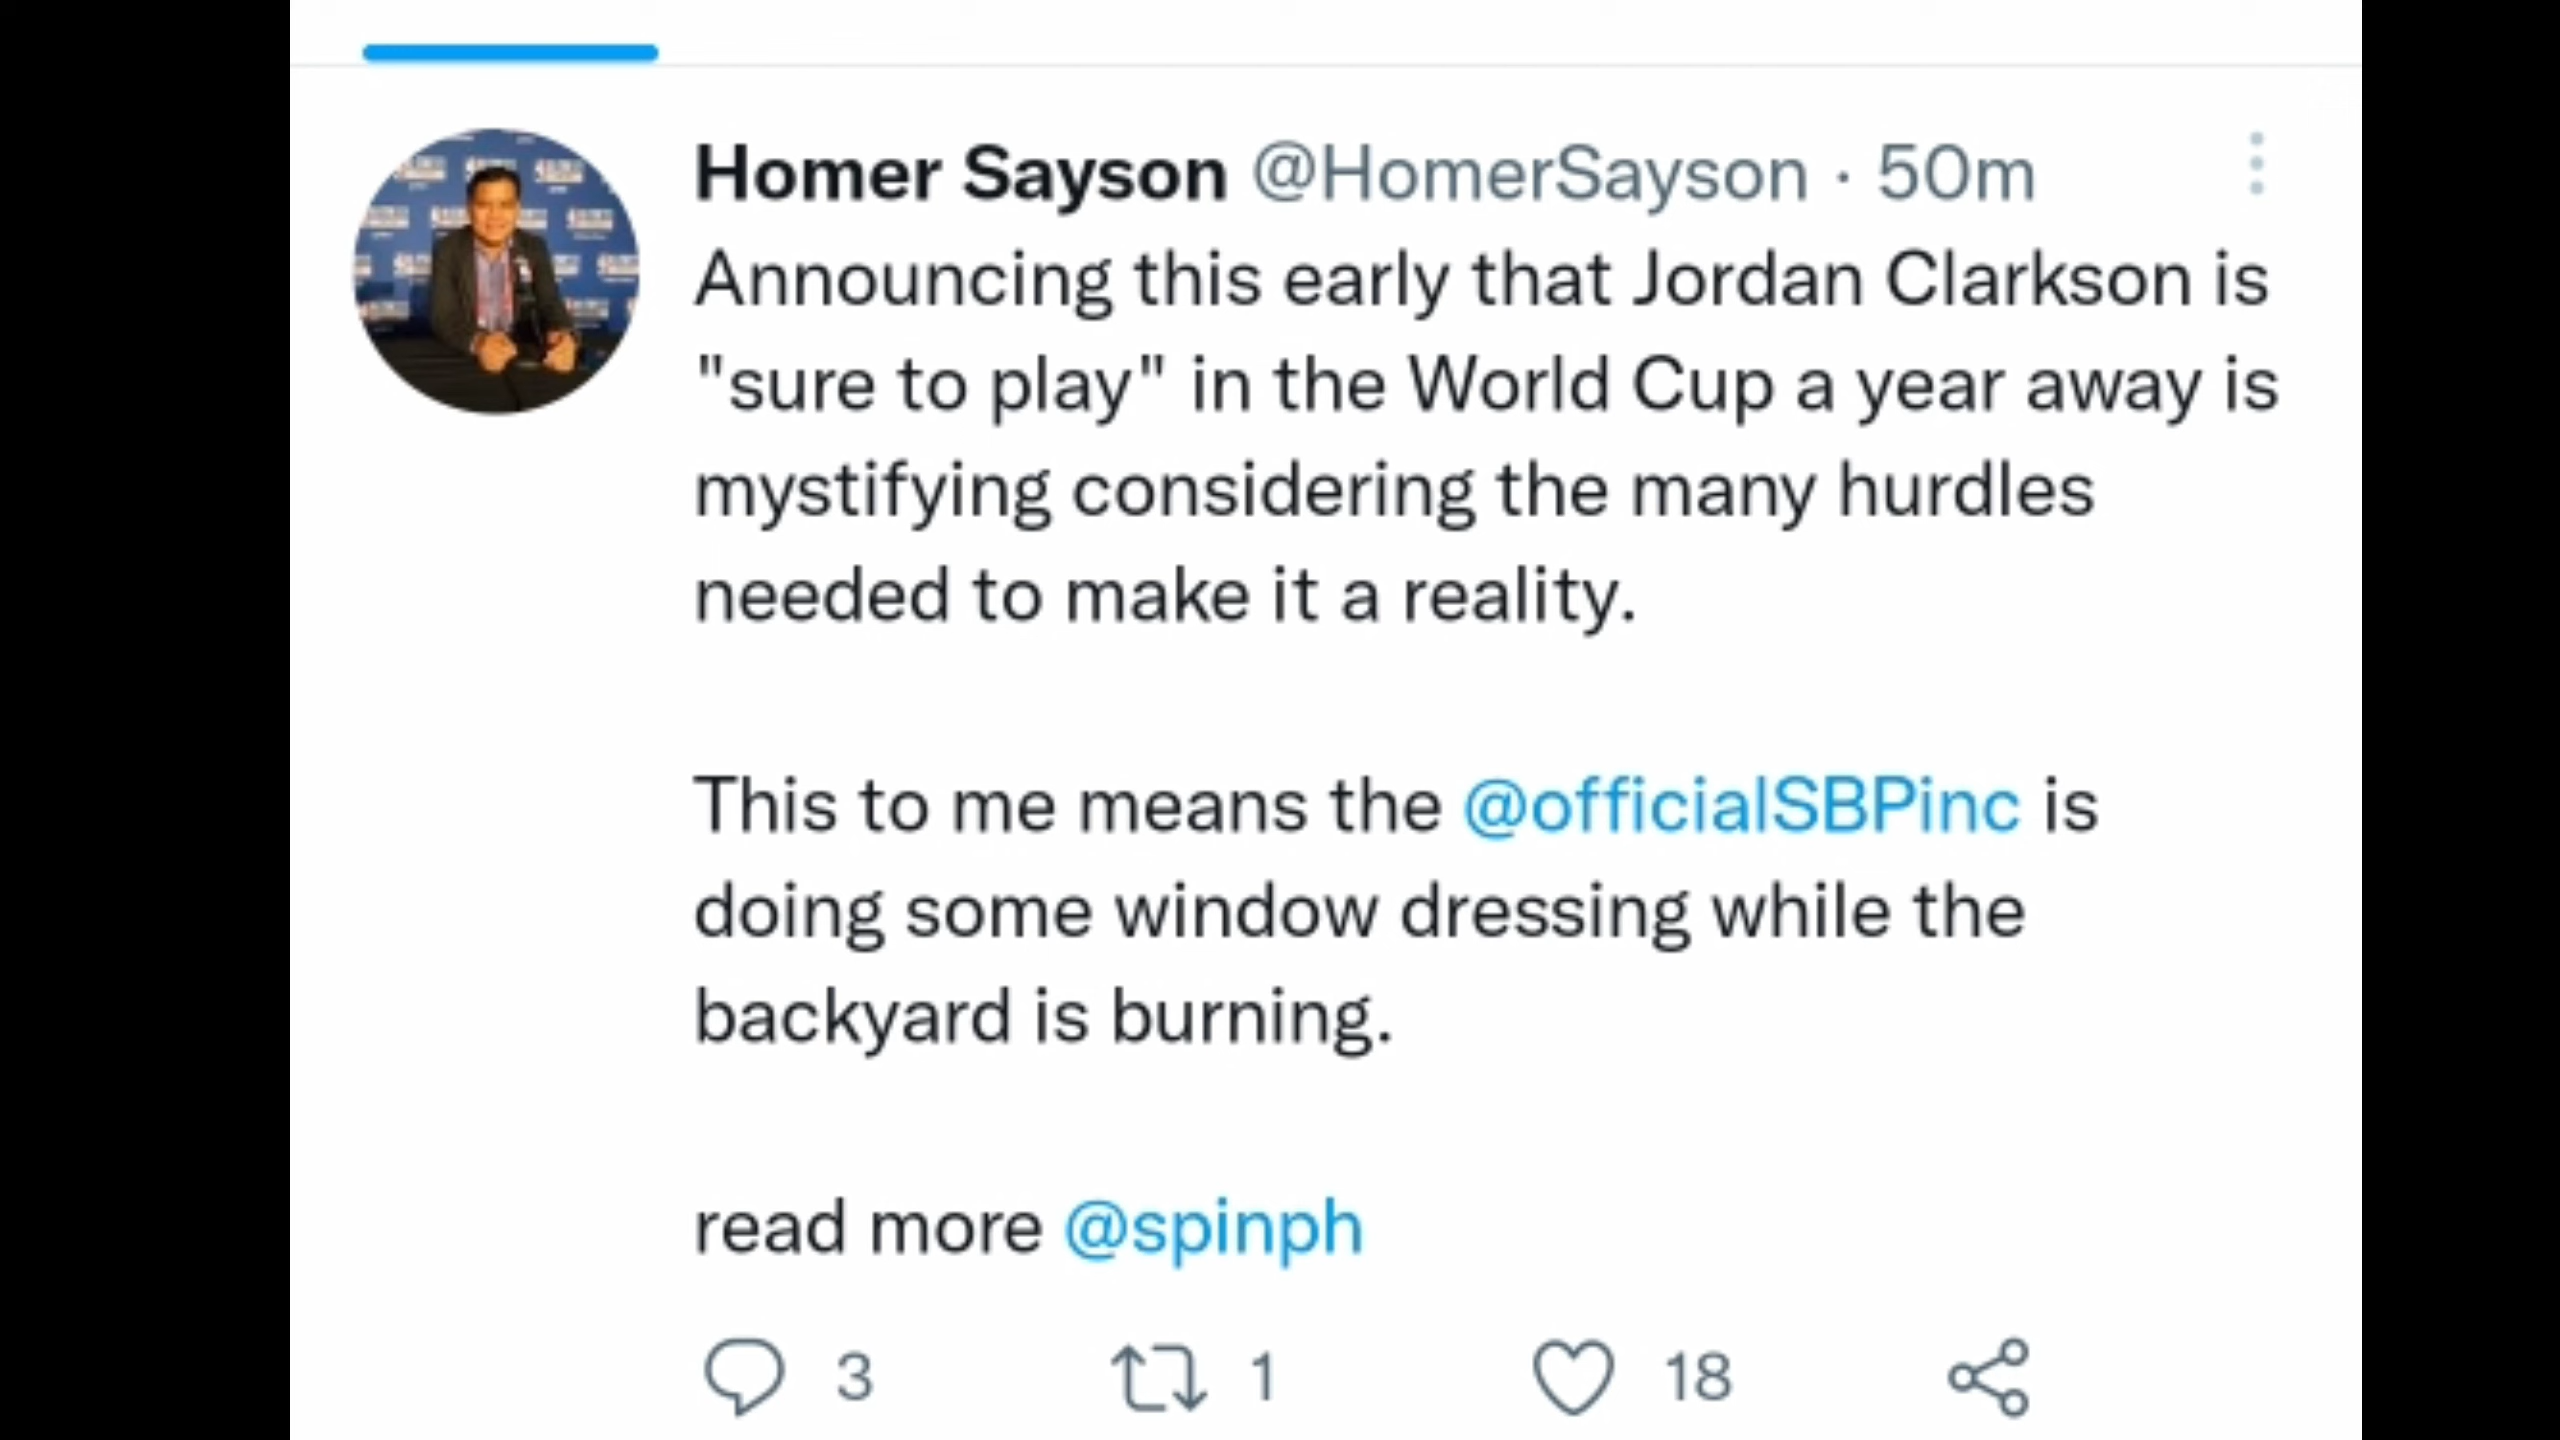 Homer Sayson @HomerSayson · 50m
Announcing this early that Jordan Clarkson is
"sure to play" in the World Cup a year away is
mystifying considering the many hurdles
needed to make it a reality.
This to me means the @officialSBPinc is
doing some window dressing while the
backyard is burning.
read more @spinph
3 1 18